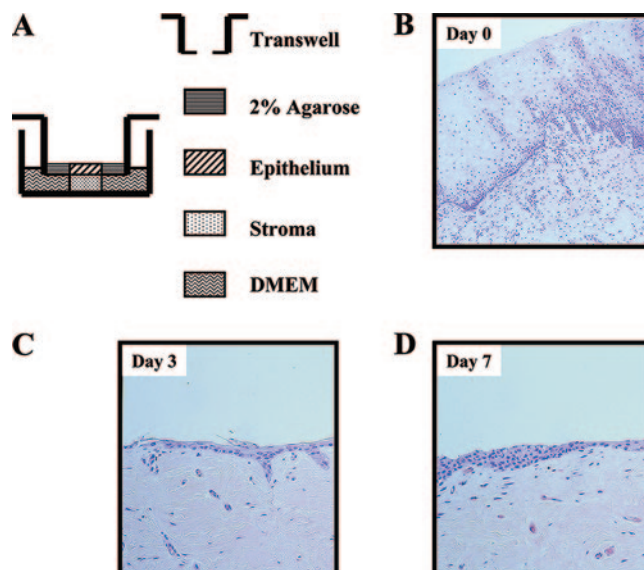 A
Transwell
2% Agarose
Epithelium
Stroma
DMEM
B
Day 0
C
Day 3
D
Day 7